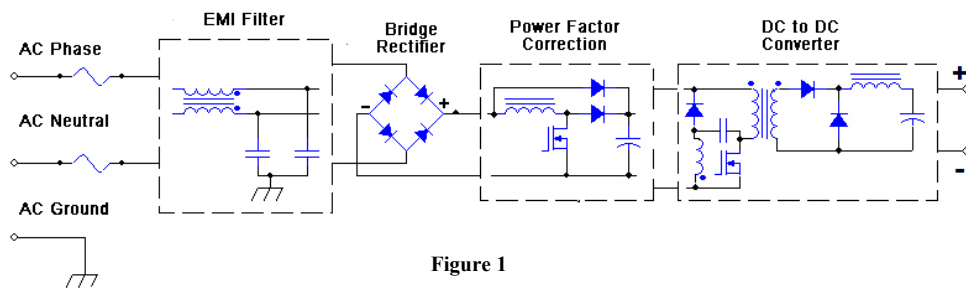 EMI Filter
Bridge
Rectifier
Power Factor
Correction
DC to DC
Converter
AC Phase
AC Neutral
AC Ground
-
+
+
-
Figure 1